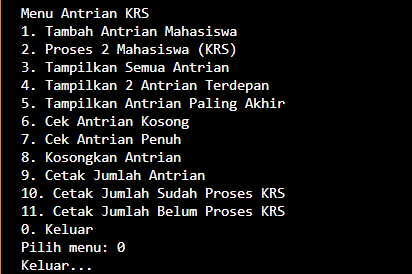 Menu Antrian KRS
1. Tambah Antrian Mahasiswa
2. Proses 2 Mahasiswa (KRS)
3. Tampilkan Semua Antrian
4. Tampilkan 2 Antrian Terdepan
5. Tampilkan Antrian Paling Akhir
6. Cek Antrian Kosong
7. Cek Antrian Penuh
8. Kosongkan Antrian
9. Cetak Jumlah Antrian
10. Cetak Jumlah Sudah Proses KRS
11. Cetak Jumlah Belum Proses KRS
0. Keluar
Pilih menu: 0
Keluar...